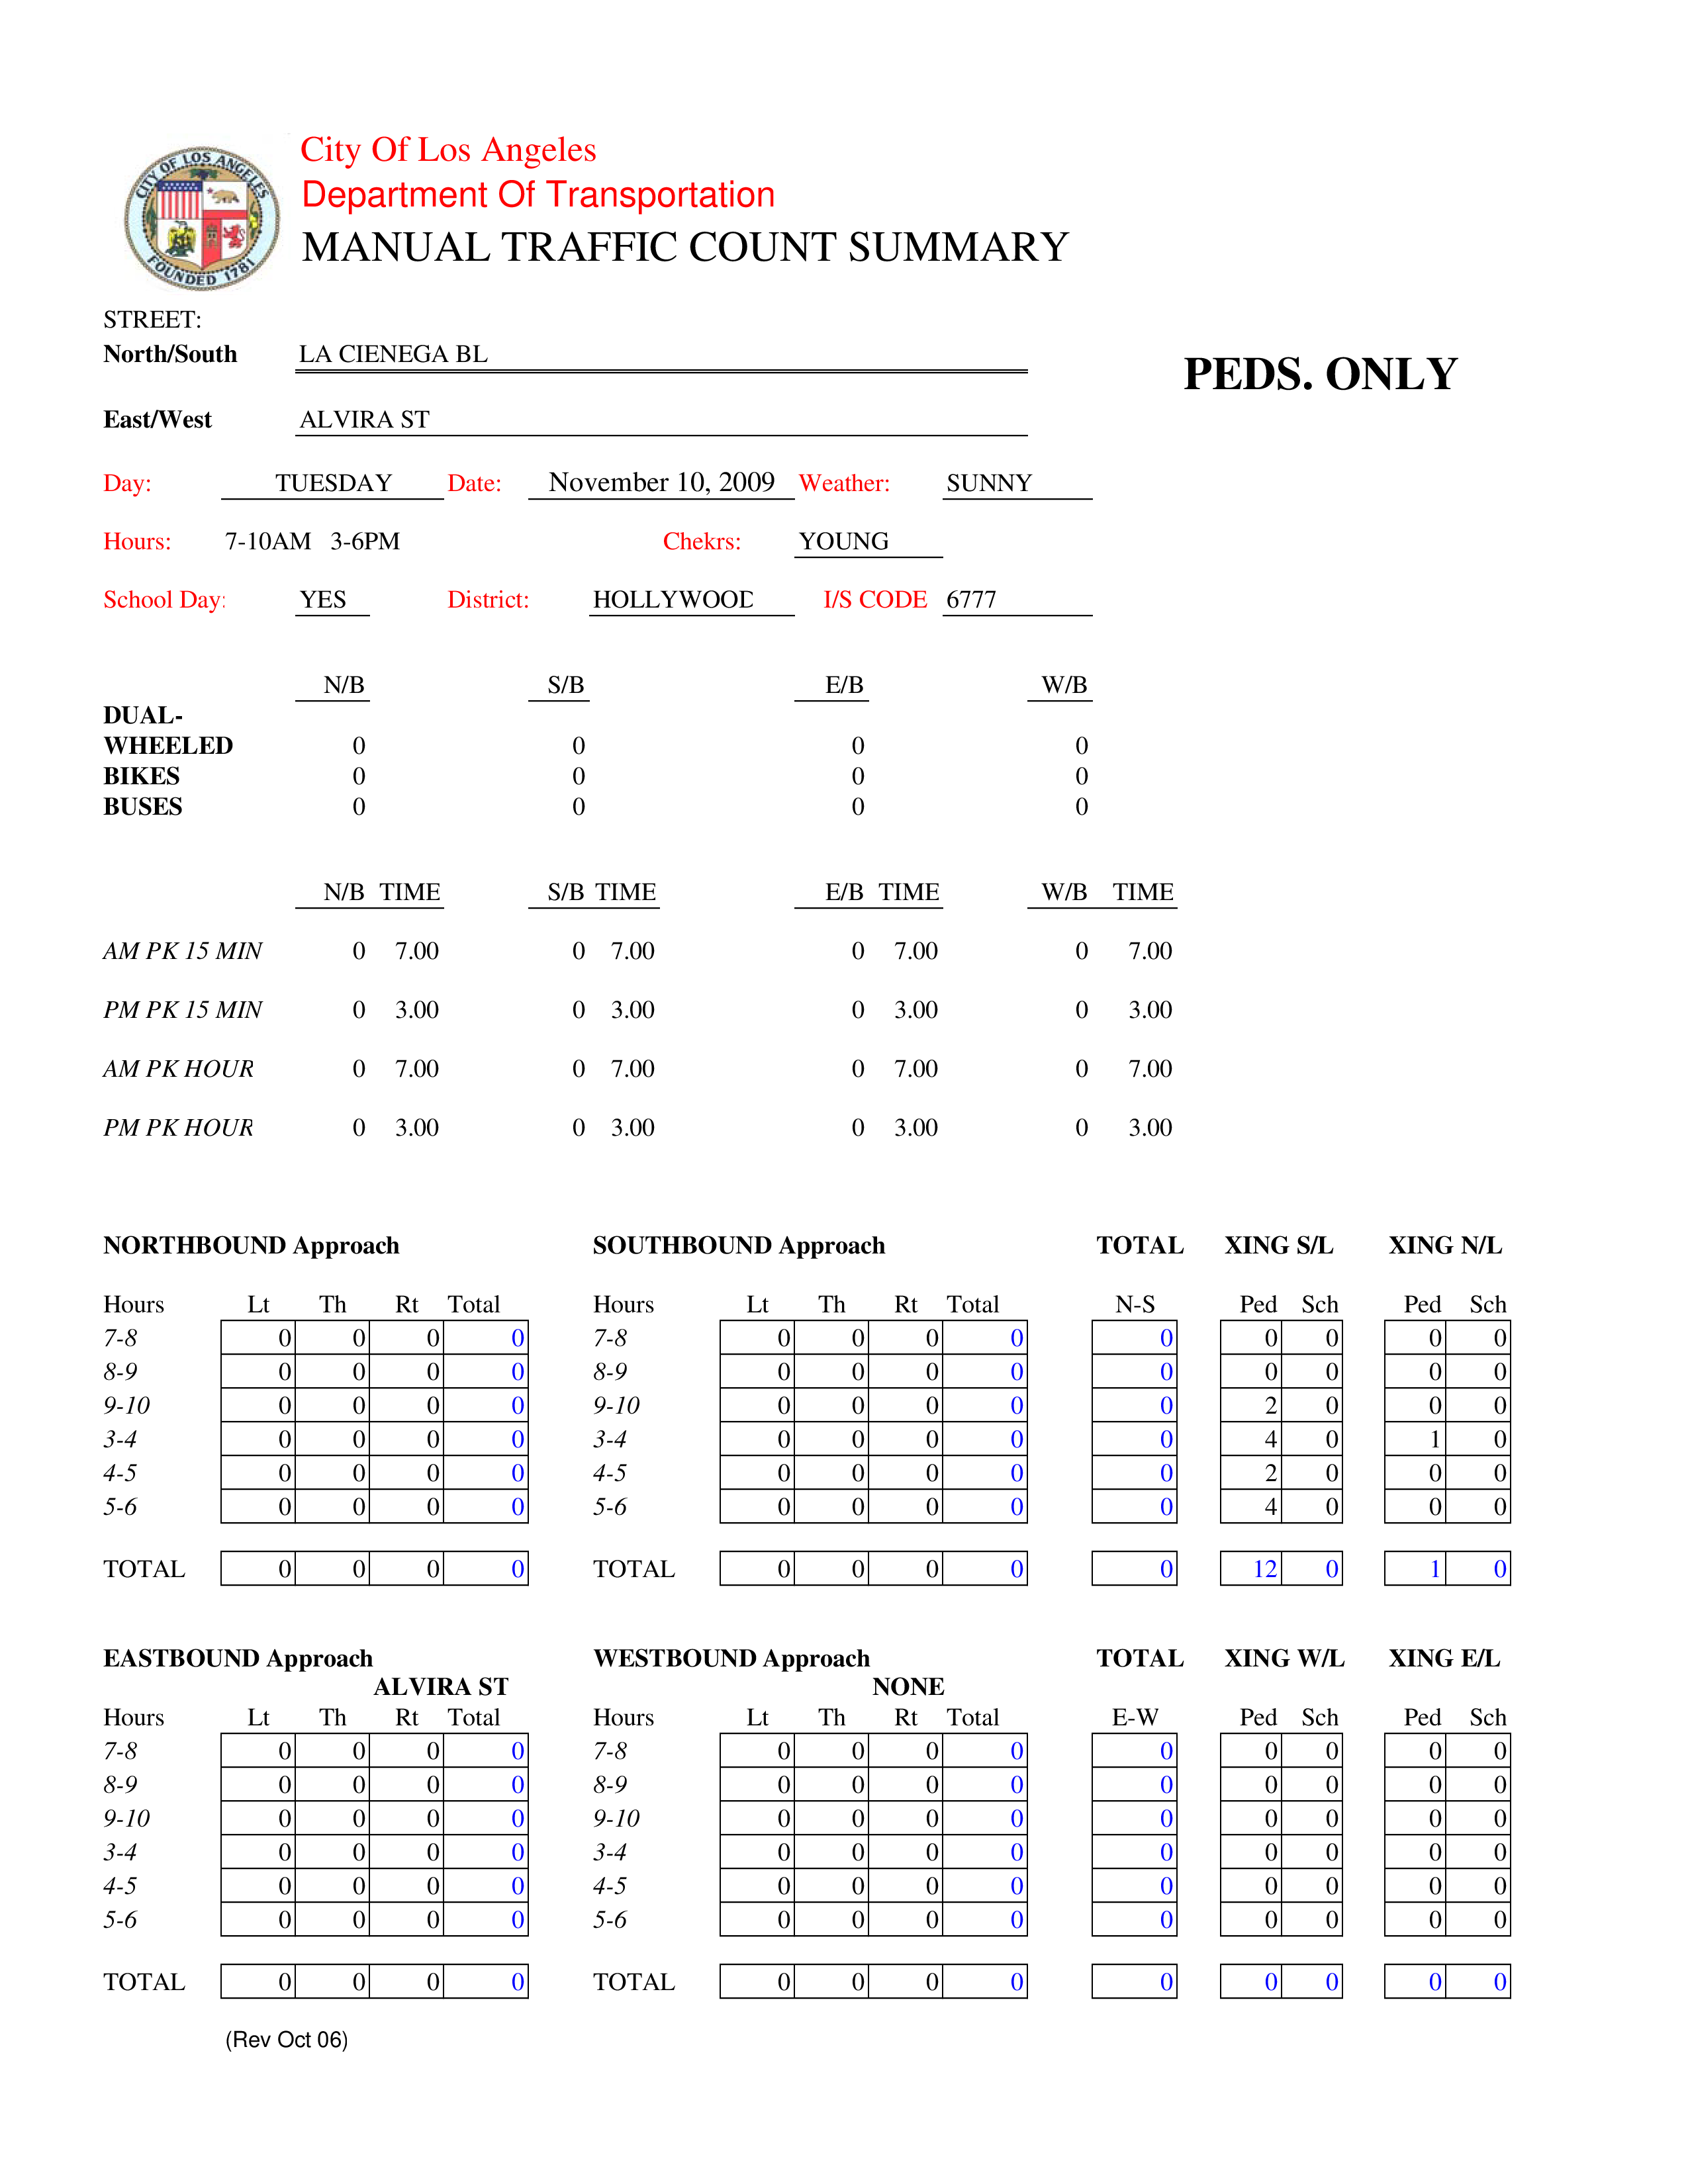 CITY OF LOS ANGELES
FOUNDED 1781
City Of Los Angeles
Department Of Transportation
MANUAL TRAFFIC COUNT SUMMARY
STREET:
North/South LA CIENEGA BL
PEDS. ONLY
East/West ALVIRA ST
Day: TUESDAY Date: November 10, 2009 Weather: SUNNY
Hours: 7-10AM 3-6PM Chekrs: YOUNG
School Day: YES District: HOLLYWOOD I/S CODE 6777
N/B S/B E/B W/B
DUAL-
WHEELED 0 0 0 0
BIKES 0 0 0 0
BUSES 0 0 0 0
N/B TIME S/B TIME E/B TIME W/B TIME
AM PK 15 MIN 0 7.00 0 7.00 0 7.00 0 7.00
PM PK 15 MIN 0 3.00 0 3.00 0 3.00 0 3.00
AM PK HOUR 0 7.00 0 7.00 0 7.00 0 7.00
PM PK HOUR 0 3.00 0 3.00 0 3.00 0 3.00
NORTHBOUND Approach SOUTHBOUND Approach TOTAL XING S/L XING N/L
Hours Lt Th Rt Total Hours Lt Th Rt Total N-S Ped Sch Ped Sch
7-8 0 0 0 0 7-8 0 0 0 0 0 0 0 0 0
8-9 0 0 0 0 8-9 0 0 0 0 0 0 0 0 0
9-10 0 0 0 0 9-10 0 0 0 0 0 2 0 0 0
3-4 0 0 0 0 3-4 0 0 0 0 0 4 0 1 0
4-5 0 0 0 0 4-5 0 0 0 0 0 2 0 0 0
5-6 0 0 0 0 5-6 0 0 0 0 0 4 0 0 0
TOTAL 0 0 0 0 TOTAL 0 0 0 0 0 12 0 1 0
EASTBOUND Approach WESTBOUND Approach TOTAL XING W/L XING E/L
ALVIRA ST NONE
Hours Lt Th Rt Total Hours Lt Th Rt Total E-W Ped Sch Ped Sch
7-8 0 0 0 0 7-8 0 0 0 0 0 0 0 0 0
8-9 0 0 0 0 8-9 0 0 0 0 0 0 0 0 0
9-10 0 0 0 0 9-10 0 0 0 0 0 0 0 0 0
3-4 0 0 0 0 3-4 0 0 0 0 0 0 0 0 0
4-5 0 0 0 0 4-5 0 0 0 0 0 0 0 0 0
5-6 0 0 0 0 5-6 0 0 0 0 0 0 0 0 0
TOTAL 0 0 0 0 TOTAL 0 0 0 0 0 0 0 0 0
(Rev Oct 06)